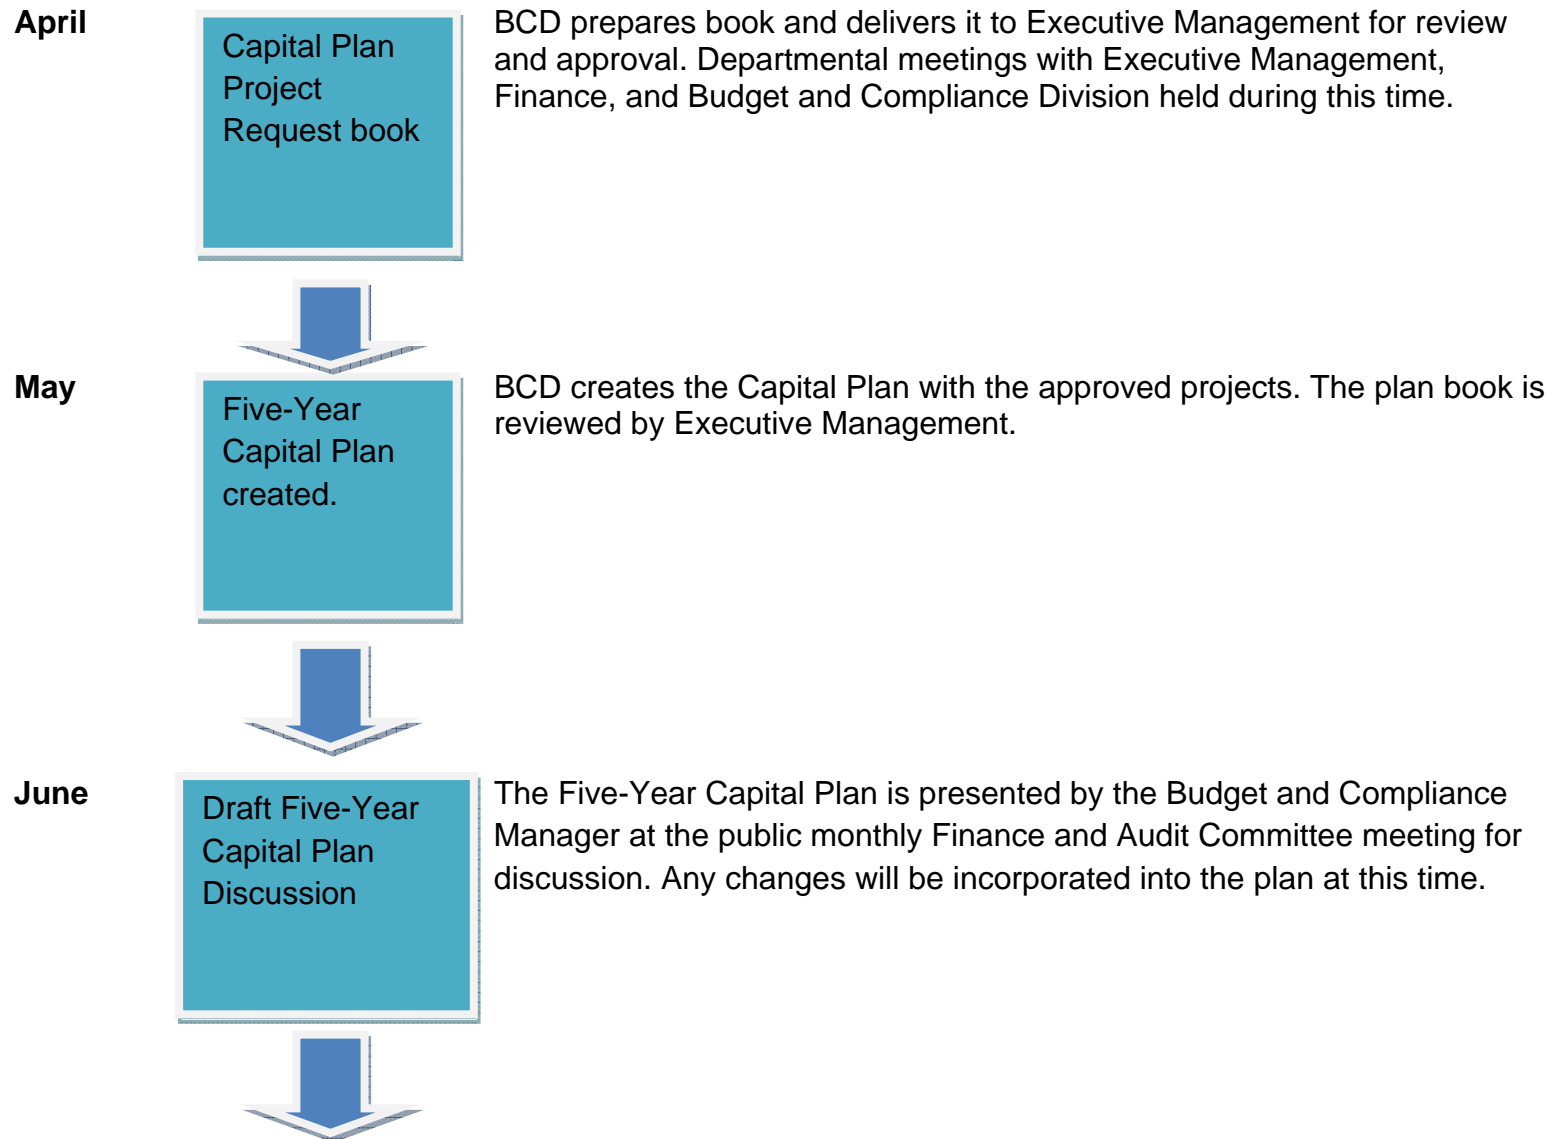 April
Capital Plan
Project
Request book
BCD prepares book and delivers it to Executive Management for review
and approval. Departmental meetings with Executive Management,
Finance, and Budget and Compliance Division held during this time.
May
Five-Year
Capital Plan
created.
BCD creates the Capital Plan with the approved projects. The plan book is
reviewed by Executive Management.
June
Draft Five-Year
Capital Plan
Discussion
The Five-Year Capital Plan is presented by the Budget and Compliance
Manager at the public monthly Finance and Audit Committee meeting for
discussion. Any changes will be incorporated into the plan at this time.